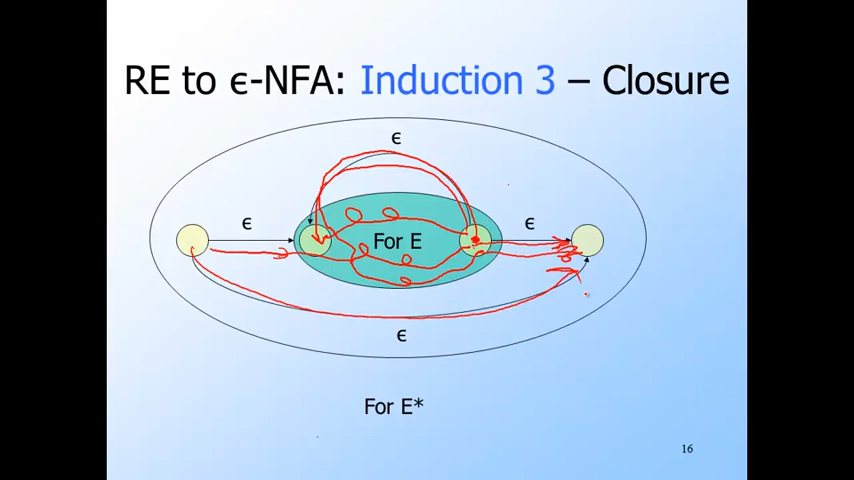 RE to ϵ-NFA: Induction 3 – Closure
ϵ
ϵ
ϵ
For E
ϵ
For E*
16